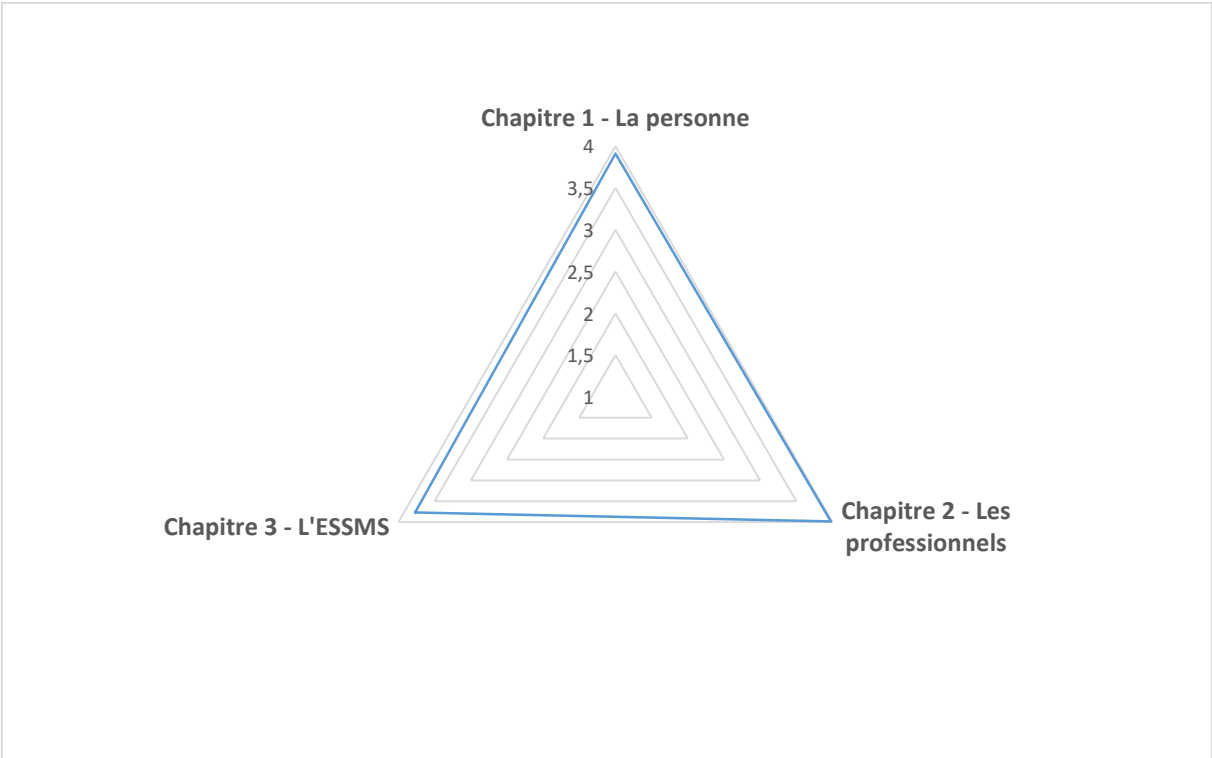 Chapitre 1 - La personne
4
3,5
3
2,5
2
1,5
1
Chapitre 3 - L'ESSMS
Chapitre 2 - Les
professionnels